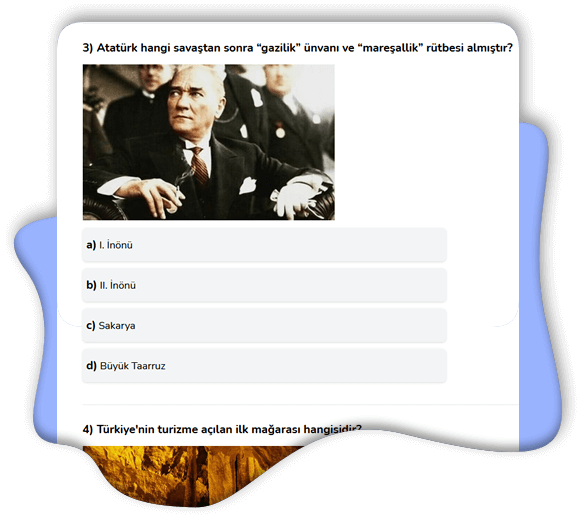 3) Atatürk hangi savaştan sonra “gazilik” ünvanı ve “mareşallik” rütbesi almıştır?
a) I. İnönü
b) II. İnönü
c) Sakarya
d) Büyük Taarruz
4) Türkiye'nin turizme açılan ilk mağarası hangisidir?